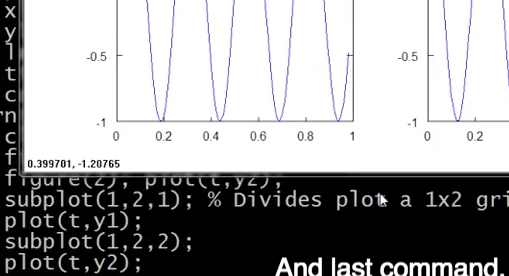 x
y
-0.5
-0.5
l
t
c
-1
-1
rn
0
0.2
0.4
0.6
0.8
1
0
0.2
c
f
0.399701, -1.20765
figure(2); plot(t,y2);
subplot(1,2,1); % Divides plot a 1x2 gri
plot(t,y1);
subplot(1,2,2);
plot(t,y2);
And last command.